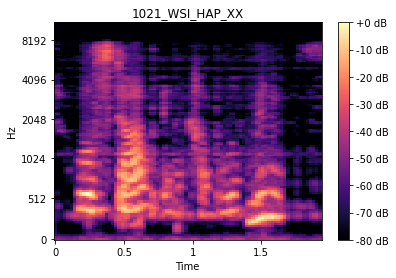 1021_WSI_HAP_XX
8192
4096
2048
1024
512
0
Hz
0
0.5
1
1.5
Time
+0 dB
-10 dB
-20 dB
-30 dB
-40 dB
-50 dB
-60 dB
-70 dB
-80 dB